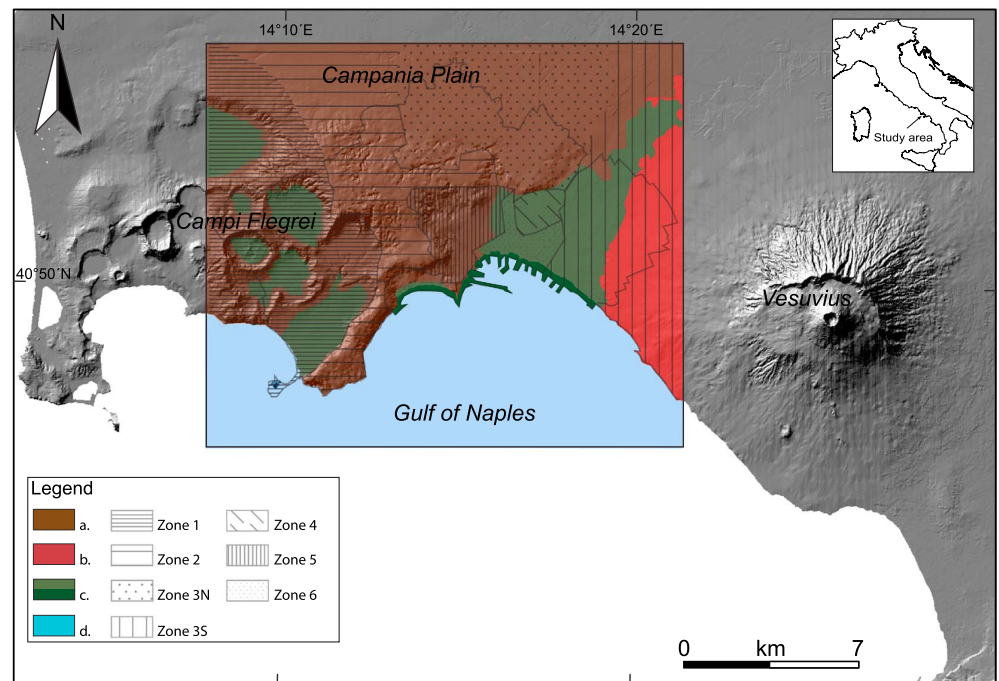 N
14°10´E
14°20´E
Campania Plain
Study area
Campi Flegrei
40°50´N
Vesuvius
Gulf of Naples
Legend
a.
Zone 1
Zone 4
b.
Zone 2
Zone 5
c.
Zone 3N
Zone 6
d.
Zone 3S
0 km 7